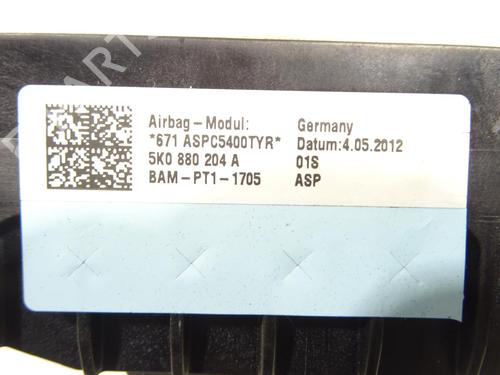 Airbag-Modul: Germany
*671 ASPC5400TYR* Datum:4.05.2012
5K0 880 204 A 01S
BAM-PT1-1705 ASP